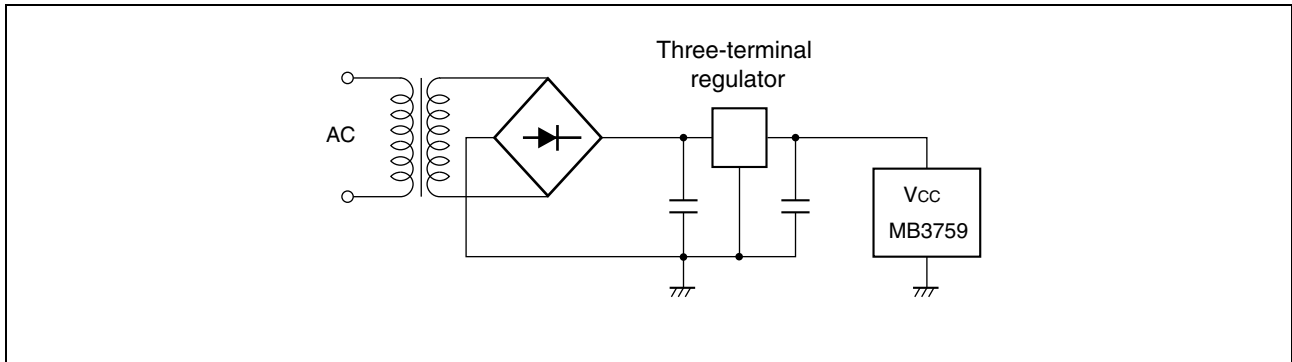 Three-terminal
regulator
AC
VCC
MB3759